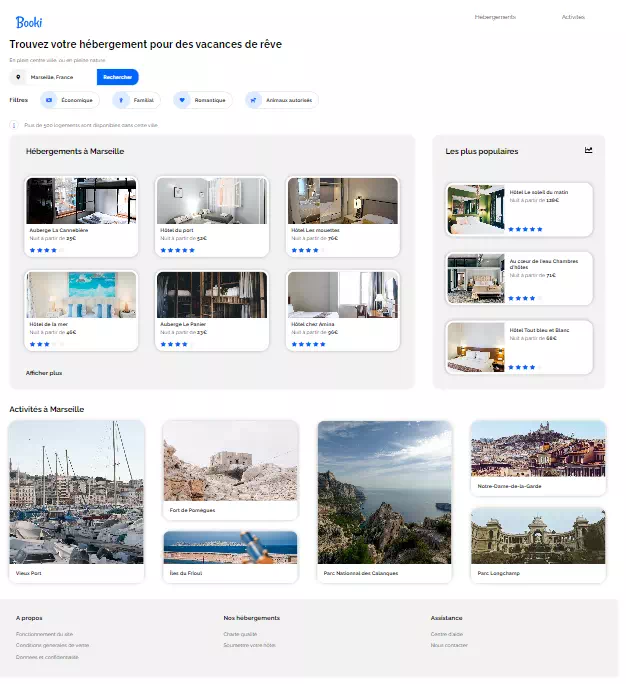 Booki
Hébergements
Activités
Trouvez votre hébergement pour des vacances de rêve
En plein centre ville, ou en pleine nature
Marseille, France
Rechercher
Filtres
Économique
Familial
Romantique
Animaux autorisés
Plus de 500 logements sont disponibles dans cette ville
Hébergements à Marseille
Auberge La Cannebière
Nuit à partir de 25€
Hôtel du port
Nuit à partir de 52€
Hôtel Les mouettes
Nuit à partir de 76€
Hôtel de la mer
Nuit à partir de 46€
Auberge Le Panier
Nuit à partir de 23€
Hôtel chez Amina
Nuit à partir de 96€
Afficher plus
Les plus populaires
Hôtel Le soleil du matin
Nuit à partir de 128€
Au cœur de l'eau Chambres
d'hôtes
Nuit à partir de 71€
Hôtel Tout bleu et Blanc
Nuit à partir de 68€
Activités à Marseille
Vieux Port
Fort de Pomègues
Îles du Frioul
Parc National des Calanques
Notre-Dame-de-la-Garde
Parc Longchamp
A propos
Fonctionnement du site
Conditions générales de vente
Données et confidentialité
Nos hébergements
Charte qualité
Soumettre votre hôtel
Assistance
Centre d'aide
Nous contacter